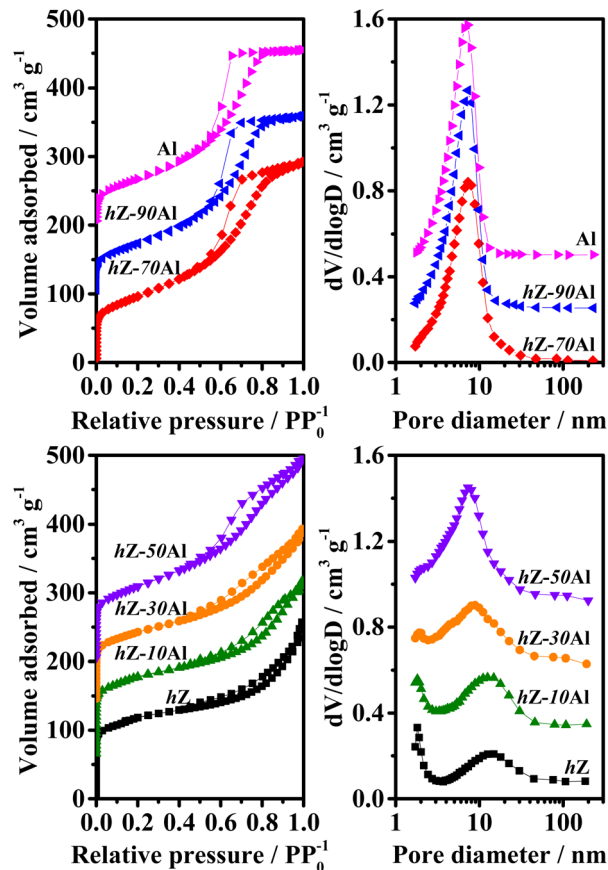 500
400
300
200
100
0
Volume adsorbed / cm³ g⁻¹
Al
hZ-90Al
hZ-70Al
0.0 0.2 0.4 0.6 0.8 1.0
Relative pressure / PP₀⁻¹
1.6
1.2
0.8
0.4
0.0
dV/dlogD / cm³ g⁻¹
Al
hZ-90Al
hZ-70Al
1 10 100
Pore diameter / nm
500
400
300
200
100
0
Volume adsorbed / cm³ g⁻¹
hZ-50Al
hZ-30Al
hZ-10Al
hZ
0.0 0.2 0.4 0.6 0.8 1.0
Relative pressure / PP₀⁻¹
1.6
1.2
0.8
0.4
0.0
dV/dlogD / cm³ g⁻¹
hZ-50Al
hZ-30Al
hZ-10Al
hZ
1 10 100
Pore diameter / nm